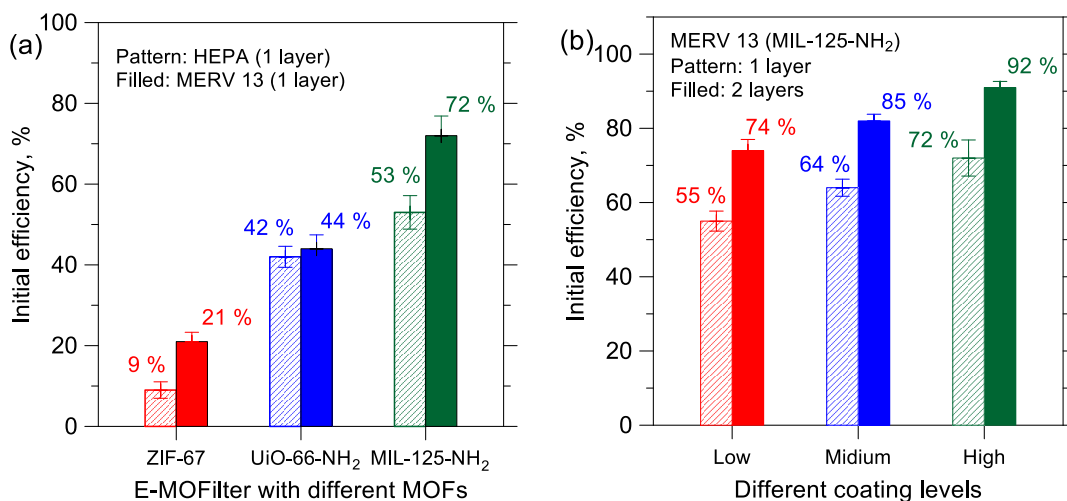 (a)
Pattern: HEPA (1 layer)
Filled: MERV 13 (1 layer)
100
80
60
40
20
0
Initial efficiency, %
9 %
21 %
42 %
44 %
53 %
72 %
ZIF-67
UiO-66-NH₂
MIL-125-NH₂
E-MOFilter with different MOFs
(b)
MERV 13 (MIL-125-NH₂)
Pattern: 1 layer
Filled: 2 layers
100
80
60
40
20
0
Initial efficiency, %
55 %
74 %
64 %
85 %
72 %
92 %
Low
Midium
High
Different coating levels